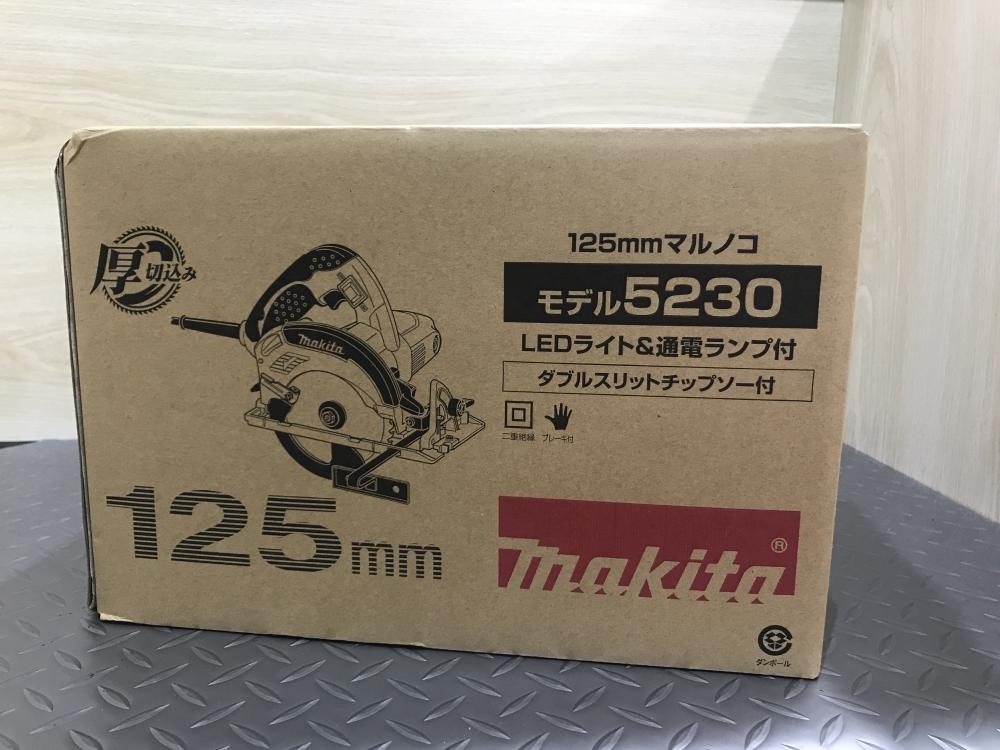 厚切込み
makita
125mmマルノコ
モデル5230
LEDライト&通電ランプ付
ダブルスリットチップソー付
二重絶縁 ブレーキ付
125mm
makita®
ダンボール